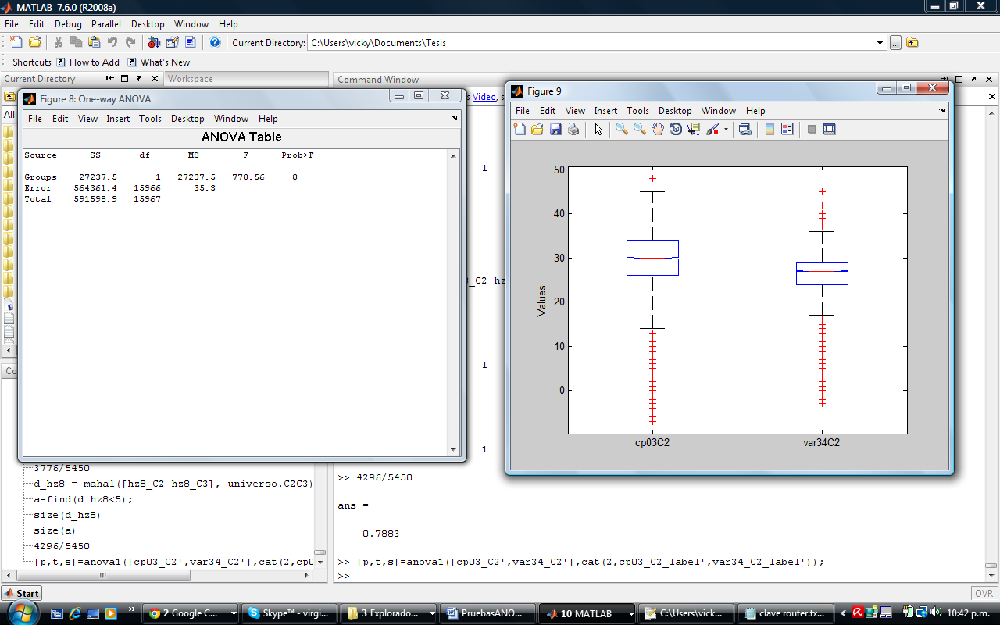 MATLAB 7.6.0 (R2008a)
File Edit Debug Parallel Desktop Window Help
Current Directory: C:\Users\vicky\Documents\Tesis
Shortcuts How to Add What's New
Current Directory Workspace
Command Window
Video, s
All
Figure 8: One-way ANOVA
File Edit View Insert Tools Desktop Window Help
ANOVA Table
Source SS df MS F Prob>F
Groups 27237.5 1 27237.5 770.56 0
Error 564361.4 15966 35.3
Total 591598.9 15967
1
_C2 hz
1
1
Figure 9
File Edit View Insert Tools Desktop Window Help
50
40
30
20
10
0
Values
cp03C2 var34C2
Co
3776/5450
d_hz8 = mahal([hz8_C2 hz8_C3], universo.C2C3)
a=find(d_hz8<5);
size(d_hz8)
size(a)
4296/5450
[p,t,s]=anova1([cp03_C2',var34_C2'],cat(2,cp0
>> 4296/5450
ans =
0.7883
>> [p,t,s]=anova1([cp03_C2',var34_C2'],cat(2,cp03_C2_label',var34_C2_label'));
>>
Start
OVR
2 Google C... Skype™ - virgi... 3 Explorado... PruebasANO... 10 MATLAB C:\Users\vick... clave router.tx... 10:42 p.m.